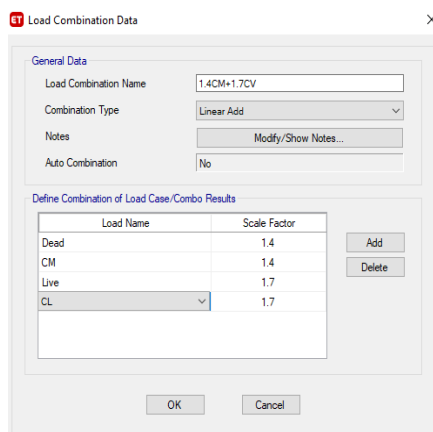 ET Load Combination Data
General Data
Load Combination Name 1.4CM+1.7CV
Combination Type Linear Add
Notes Modify/Show Notes...
Auto Combination No
Define Combination of Load Case/Combo Results
Load Name Scale Factor
Dead 1.4 Add
CM 1.4 Delete
Live 1.7
CL 1.7
OK Cancel